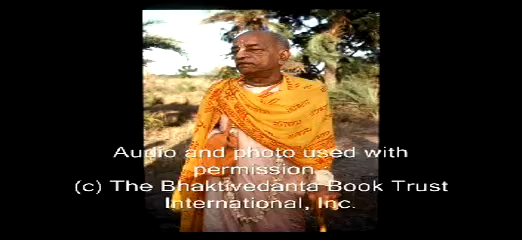 Audio and photo used with
permission.
(c) The Bhaktivedanta Book Trust
International, Inc.